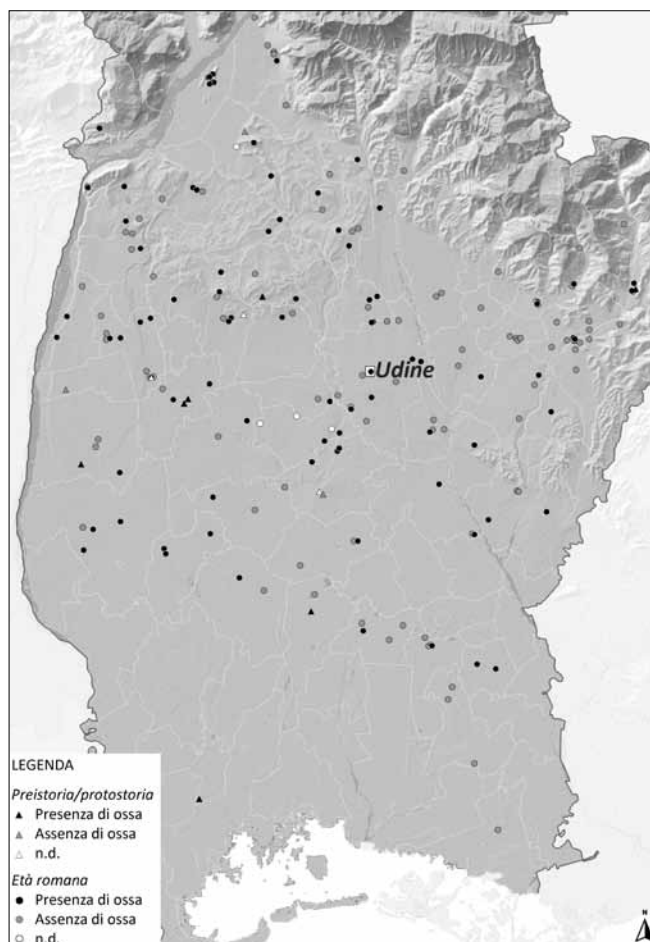 Udine
LEGENDA
Preistoria/protostoria
Presenza di ossa
Assenza di ossa
n.d.
Età romana
Presenza di ossa
Assenza di ossa
n.d.
N